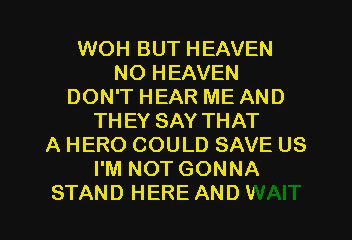 WOH BUT HEAVEN
NO HEAVEN
DON'T HEAR ME AND
THEY SAY THAT
A HERO COULD SAVE US
I'M NOT GONNA
STAND HERE AND WAIT